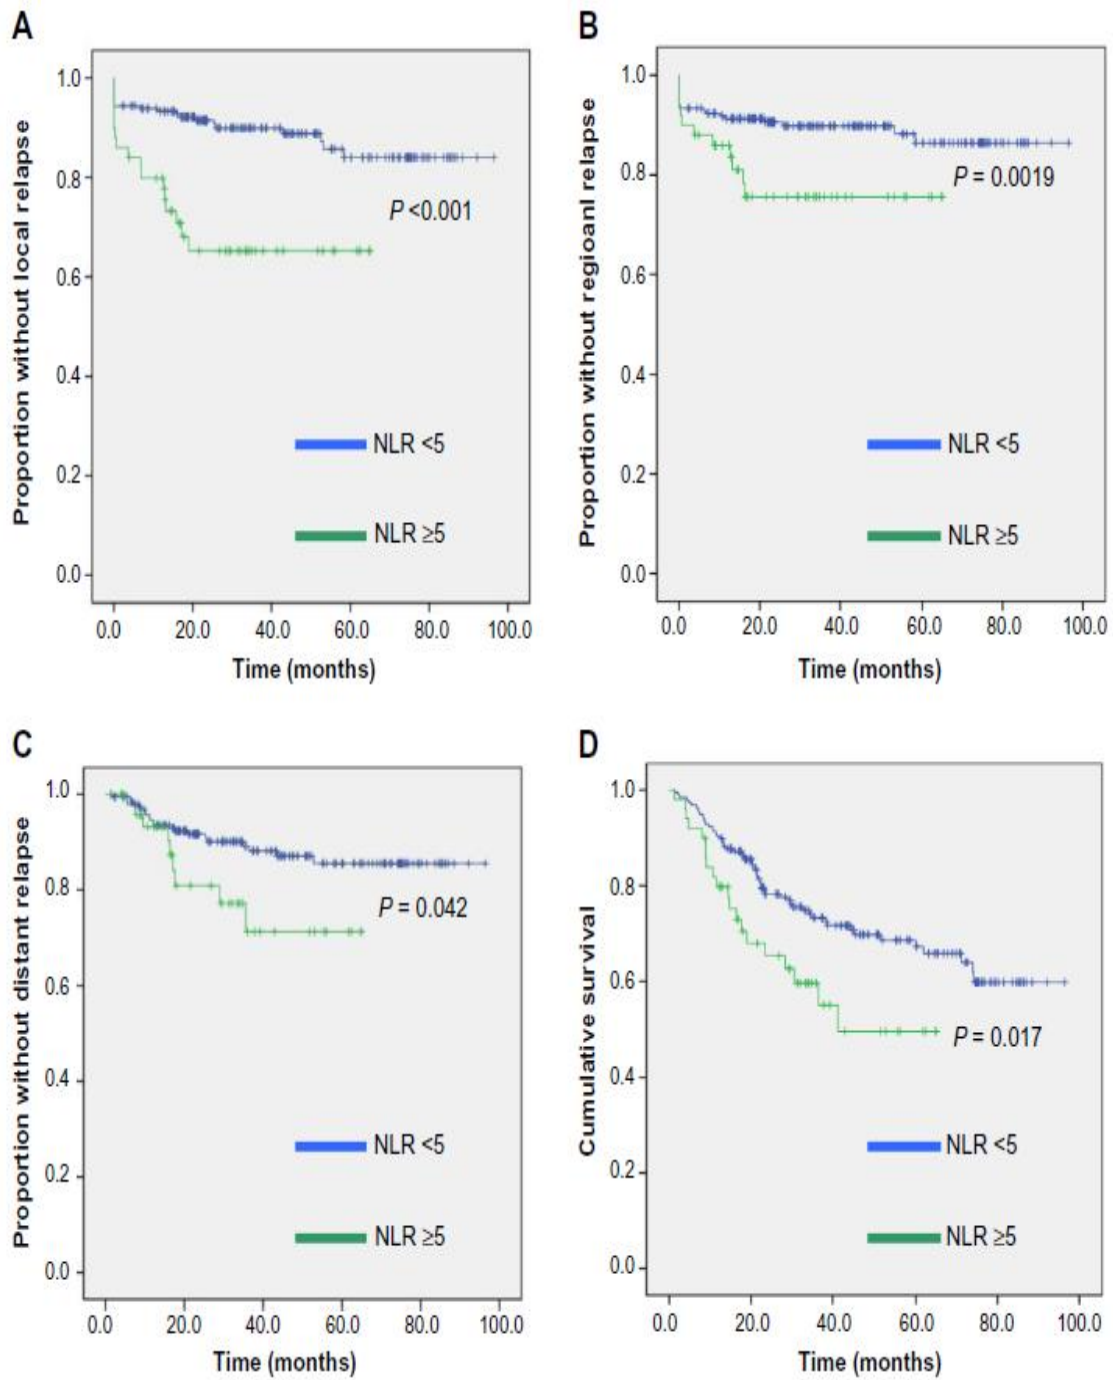 A
Proportion without local relapse
1.0
0.8
0.6
0.4
0.2
0.0
P <0.001
NLR <5
NLR ≥5
0.0 20.0 40.0 60.0 80.0 100.0
Time (months)
B
Proportion without regioanl relapse
1.0
0.8
0.6
0.4
0.2
0.0
P = 0.0019
NLR <5
NLR ≥5
0.0 20.0 40.0 60.0 80.0 100.0
Time (months)
C
Proportion without distant relapse
1.0
0.8
0.6
0.4
0.2
0.0
P = 0.042
NLR <5
NLR ≥5
0.0 20.0 40.0 60.0 80.0 100.0
Time (months)
D
Cumulative survival
1.0
0.8
0.6
0.4
0.2
0.0
P = 0.017
NLR <5
NLR ≥5
0.0 20.0 40.0 60.0 80.0 100.0
Time (months)